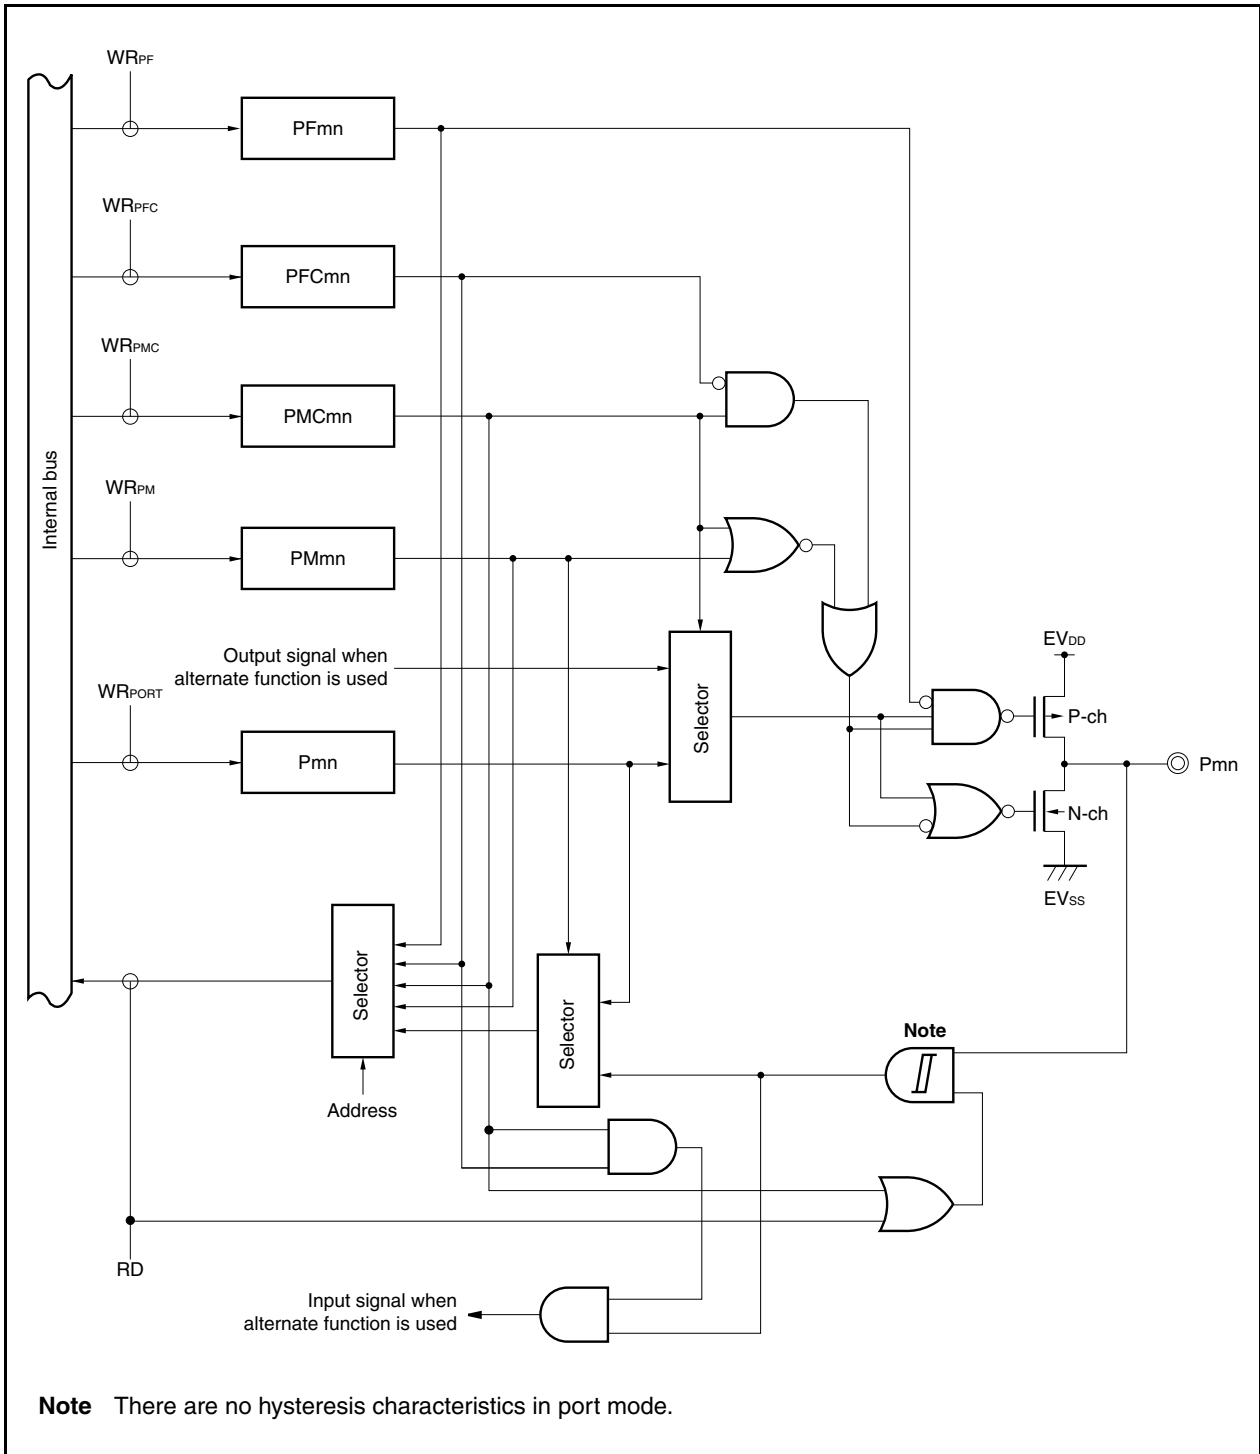 WRPF
PFmn
WRPFC
PFCmn
WRPMC
PMCmn
Internal bus
WRPM
PMmn
Output signal when
alternate function is used
WRPORT
Pmn
Selector
EVDD
P-ch
Pmn
N-ch
EVSS
Selector
Selector
Address
Note
RD
Input signal when
alternate function is used
Note There are no hysteresis characteristics in port mode.